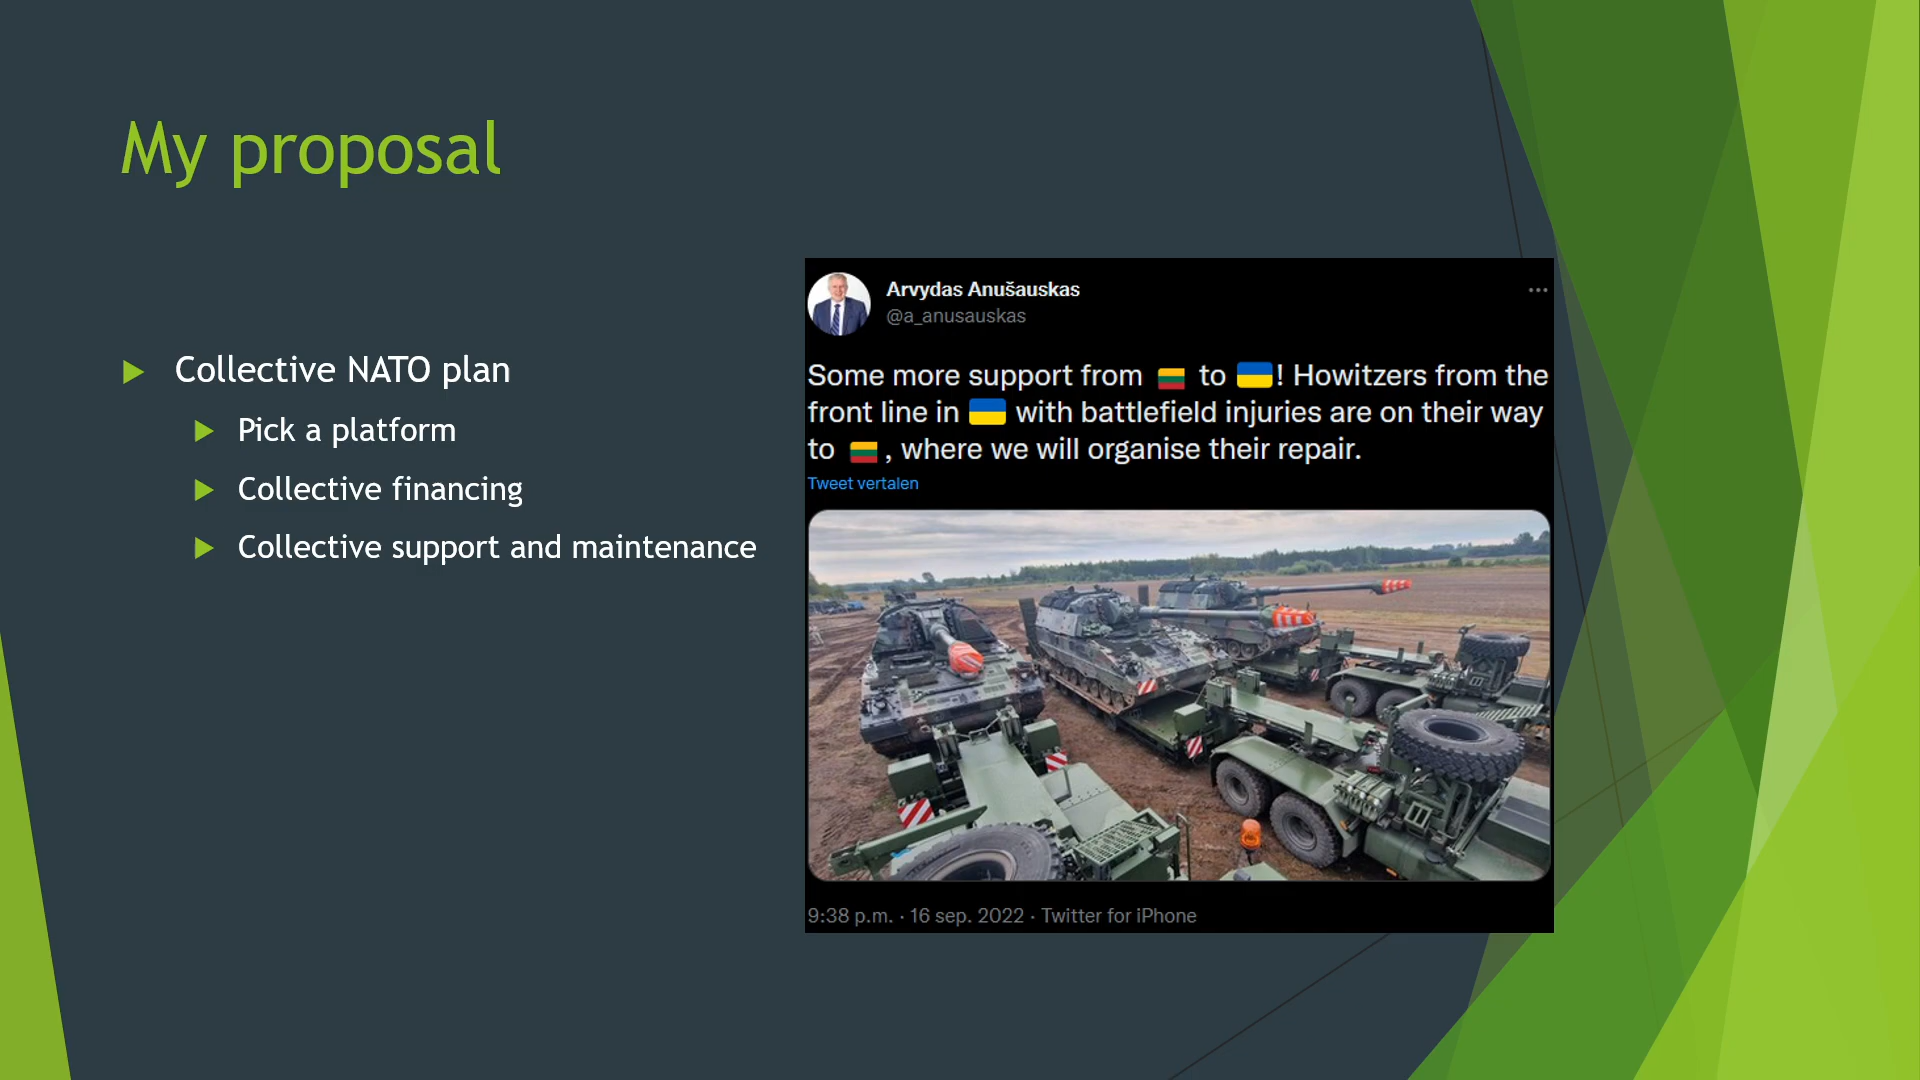 My proposal
Collective NATO plan
Pick a platform
Collective financing
Collective support and maintenance
Arvydas Anušauskas
@a_anusauskas
Some more support from 🇱🇹 to 🇺🇦! Howitzers from the
front line in 🇺🇦 with battlefield injuries are on their way
to 🇱🇹, where we will organise their repair.
Tweet vertalen
9:38 p.m. · 16 sep. 2022 · Twitter for iPhone